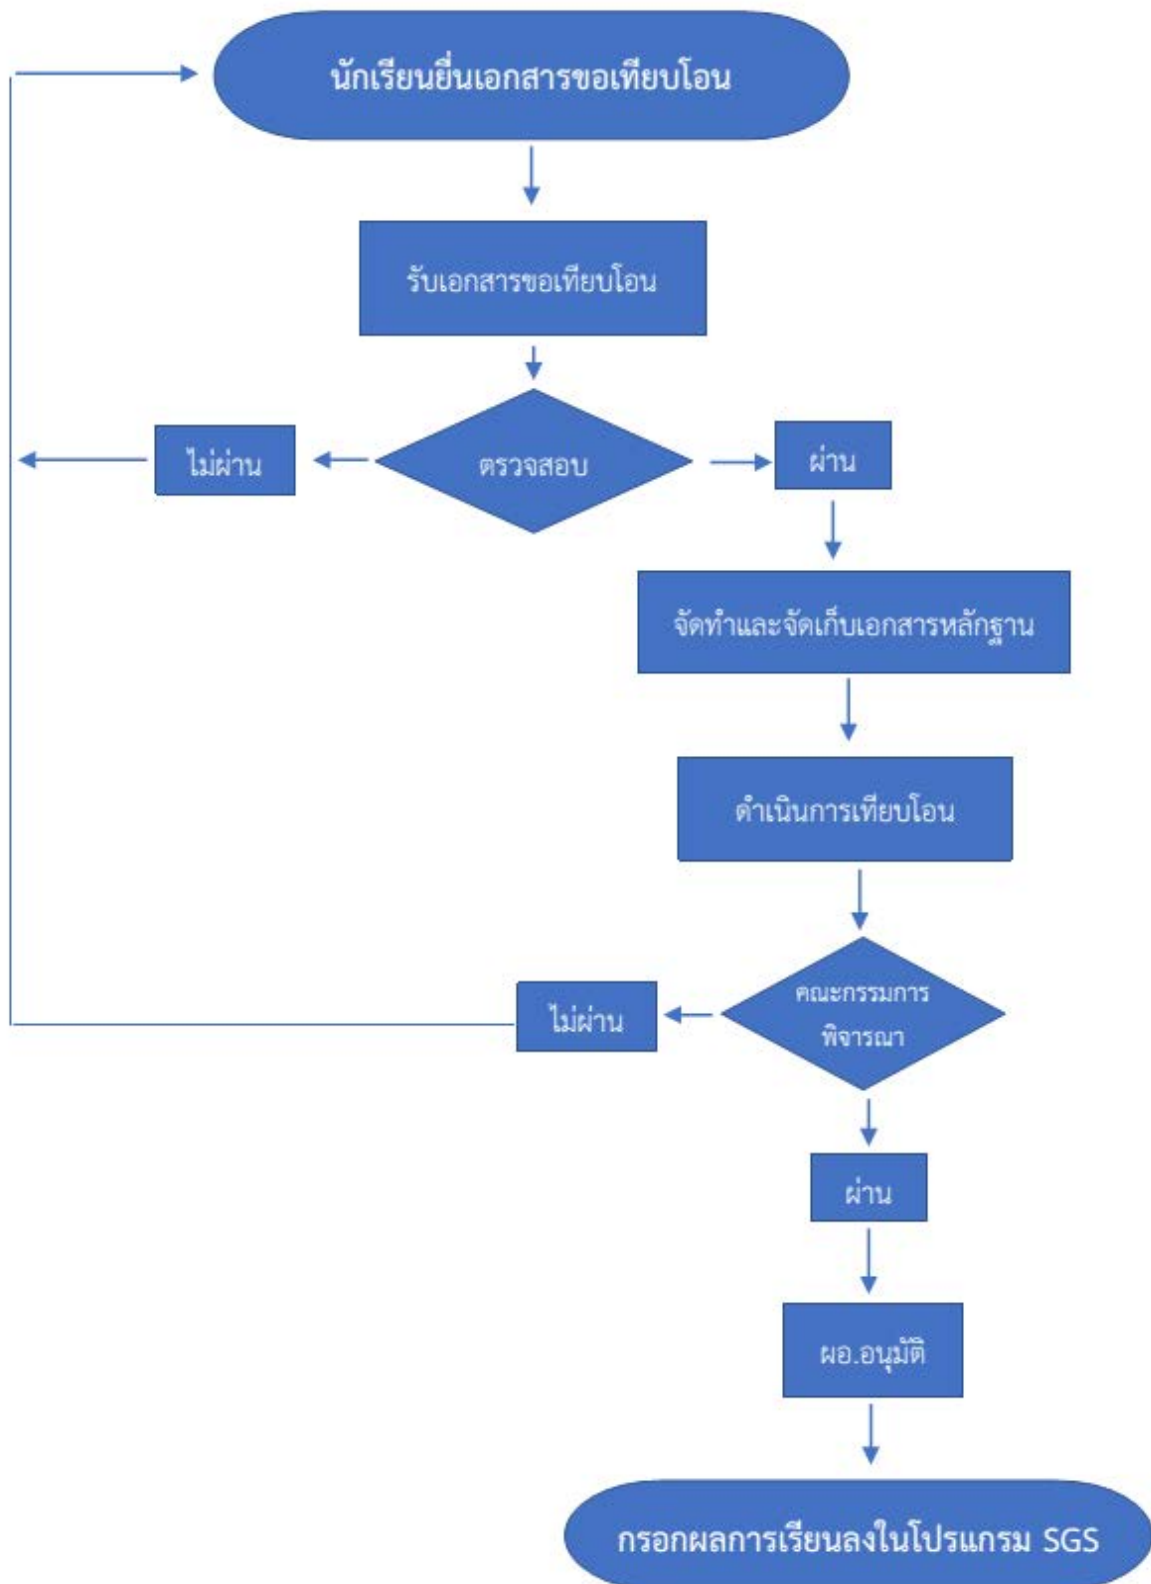 นักเรียนยื่นเอกสารขอเทียบโอน
รับเอกสารขอเทียบโอน
ไม่ผ่าน
ตรวจสอบ
ผ่าน
จัดทำและจัดเก็บเอกสารหลักฐาน
ดำเนินการเทียบโอน
คณะกรรมการ
พิจารณา
ไม่ผ่าน
ผ่าน
ผอ.อนุมัติ
กรอกผลการเรียนลงในโปรแกรม SGS